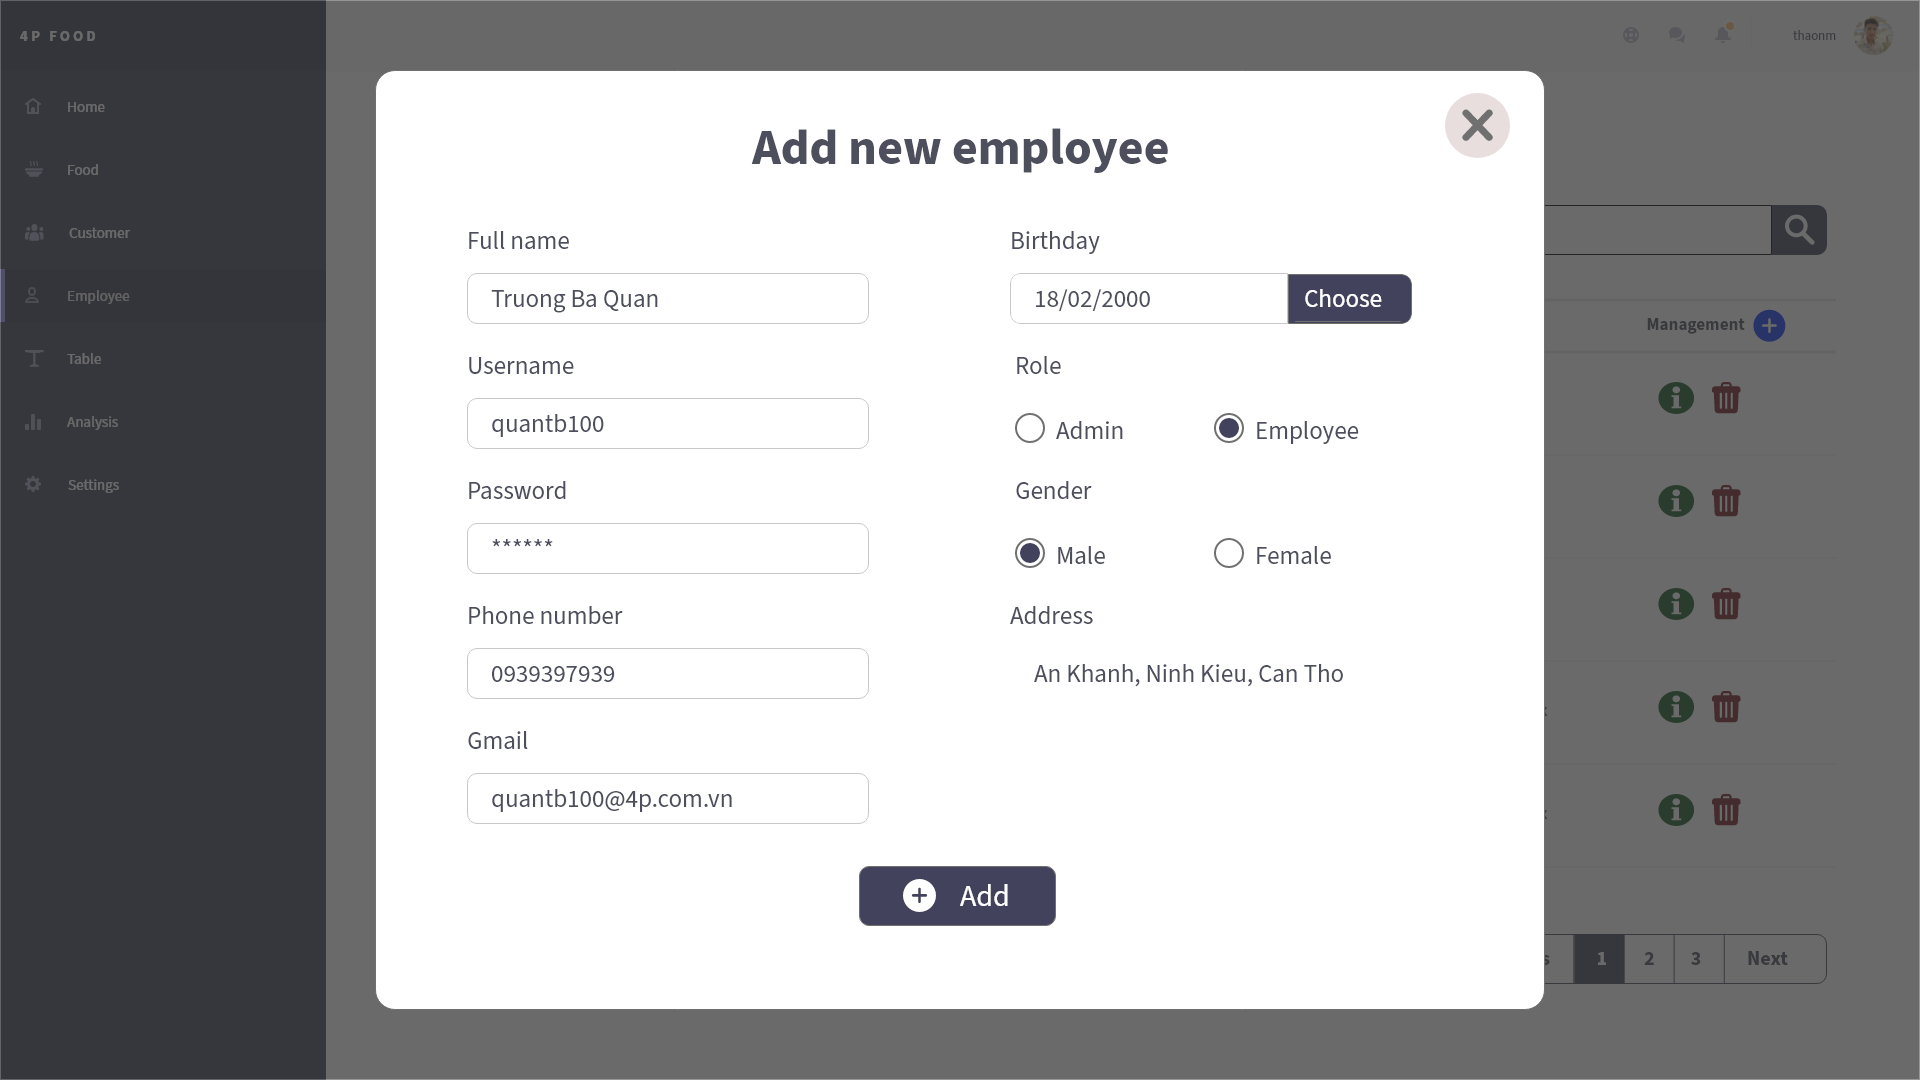 4P FOOD
thaonm
Home
Food
Customer
Employee
Table
Analysis
Settings
Add new employee
Full name
Truong Ba Quan
Birthday
18/02/2000
Choose
Username
quantb100
Role
Admin
Employee
Password
******
Gender
Male
Female
Phone number
0939397939
Address
An Khanh, Ninh Kieu, Can Tho
Gmail
quantb100@4p.com.vn
Add
Management
1 2 3 Next